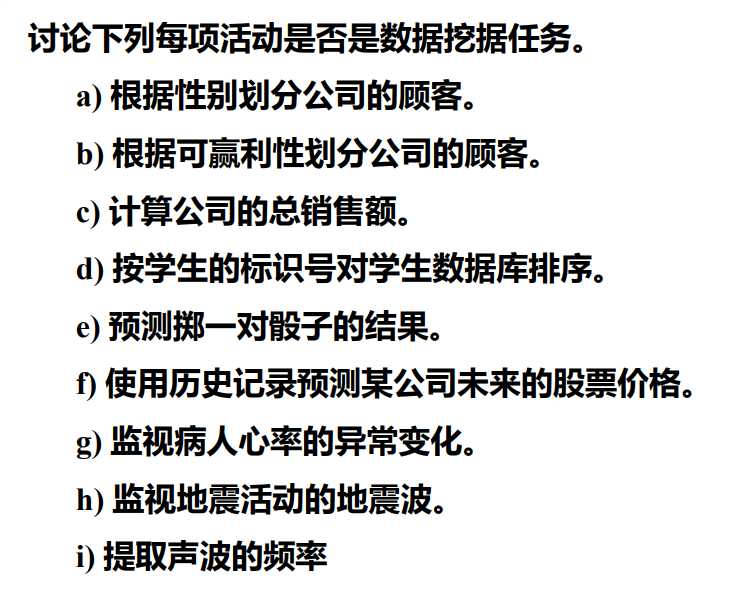 讨论下列每项活动是否是数据挖据任务。
a) 根据性别划分公司的顾客。
b) 根据可赢利性划分公司的顾客。
c) 计算公司的总销售额。
d) 按学生的标识号对学生数据库排序。
e) 预测掷一对骰子的结果。
f) 使用历史记录预测某公司未来的股票价格。
g) 监视病人心率的异常变化。
h) 监视地震活动的地震波。
i) 提取声波的频率